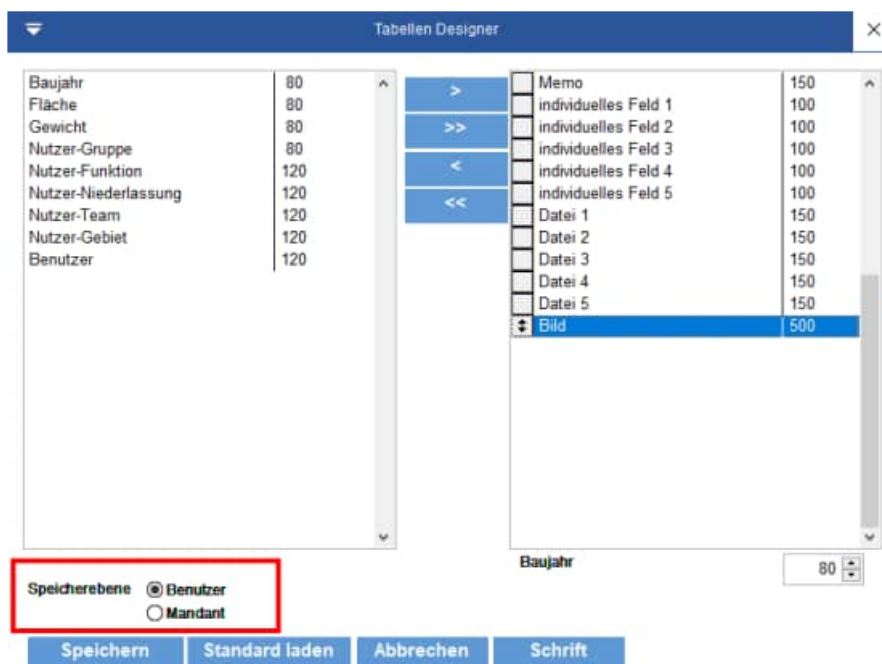 Tabellen Designer
Baujahr 80
Fläche 80
Gewicht 80
Nutzer-Gruppe 80
Nutzer-Funktion 120
Nutzer-Niederlassung 120
Nutzer-Team 120
Nutzer-Gebiet 120
Benutzer 120
>
>>
<
<<
Memo 150
individuelles Feld 1 100
individuelles Feld 2 100
individuelles Feld 3 100
individuelles Feld 4 100
individuelles Feld 5 100
Datei 1 150
Datei 2 150
Datei 3 150
Datei 4 150
Datei 5 150
Bild 500
Baujahr 80
Speicherebene Benutzer
Mandant
Speichern Standard laden Abbrechen Schrift